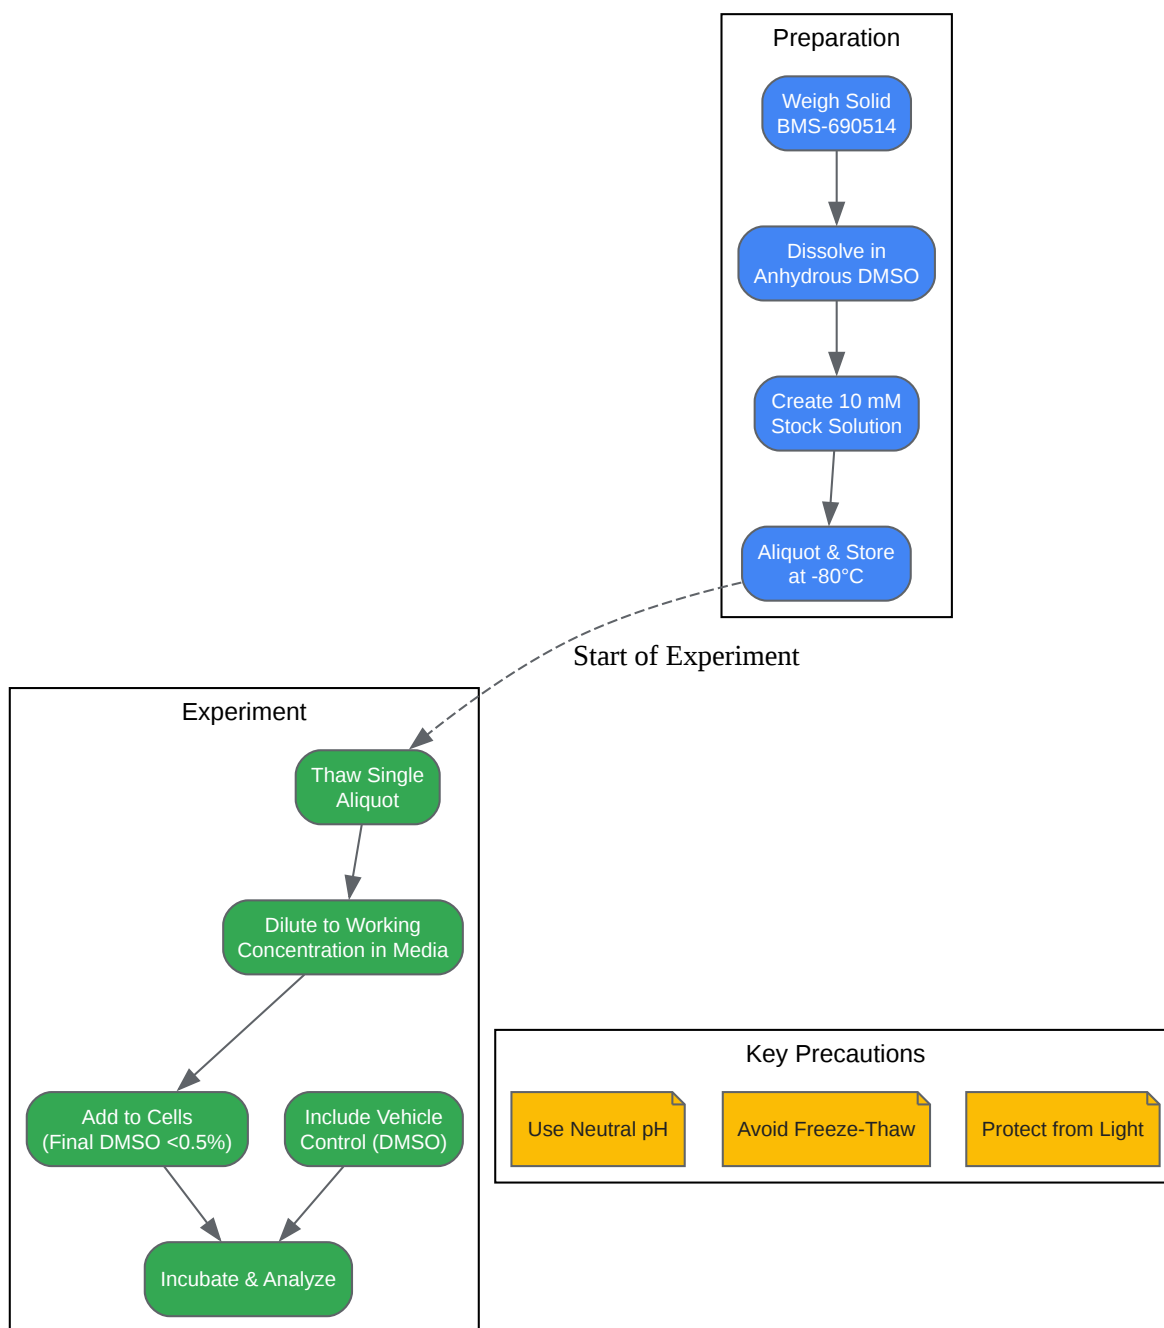 Preparation
Weigh Solid
BMS-690514
Dissolve in
Anhydrous DMSO
Create 10 mM
Stock Solution
Aliquot & Store
at -80°C
Start of Experiment
Experiment
Thaw Single
Aliquot
Dilute to Working
Concentration in Media
Add to Cells
(Final DMSO <0.5%)
Include Vehicle
Control (DMSO)
Incubate & Analyze
Key Precautions
Use Neutral pH
Avoid Freeze-Thaw
Protect from Light